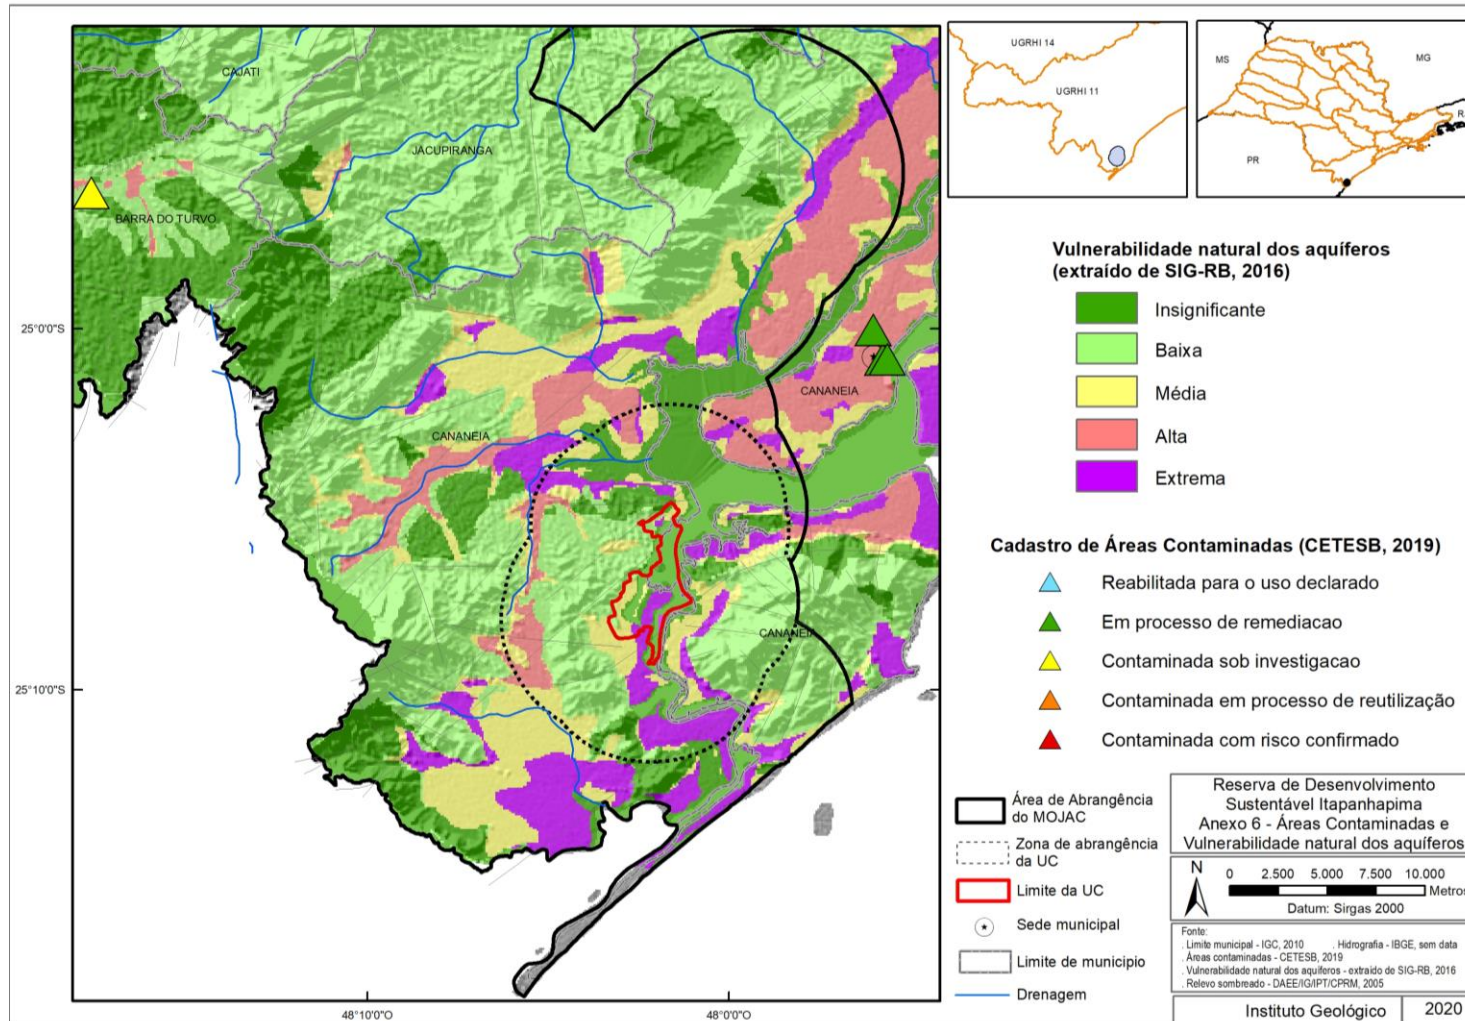 CAJATI
JACUPIRANGA
BARRA DO TURVO
CANANEIA
CANANEIA
CANANEIA
25°0'0"S
25°10'0"S
48°10'0"O
48°0'0"O
UGRHI 14
UGRHI 11
MS
MG
PR
Vulnerabilidade natural dos aquíferos
(extraído de SIG-RB, 2016)
Insignificante
Baixa
Média
Alta
Extrema
Cadastro de Áreas Contaminadas (CETESB, 2019)
Reabilitada para o uso declarado
Em processo de remediacao
Contaminada sob investigacao
Contaminada em processo de reutilização
Contaminada com risco confirmado
Área de Abrangência
do MOJAC
Zona de abrangência
da UC
Limite da UC
Sede municipal
Limite de municipio
Drenagem
Reserva de Desenvolvimento
Sustentável Itapanhapima
Anexo 6 - Áreas Contaminadas e
Vulnerabilidade natural dos aquíferos
N
0 2.500 5.000 7.500 10.000
Metros
Datum: Sirgas 2000
Fonte:
. Limite municipal - IGC, 2010 . Hidrografia - IBGE, sem data
. Áreas contaminadas - CETESB, 2019
. Vulnerabilidade natural dos aquíferos - extraído de SIG-RB, 2016
. Relevo sombreado - DAEE/IG/IPT/CPRM, 2005
Instituto Geológico 2020